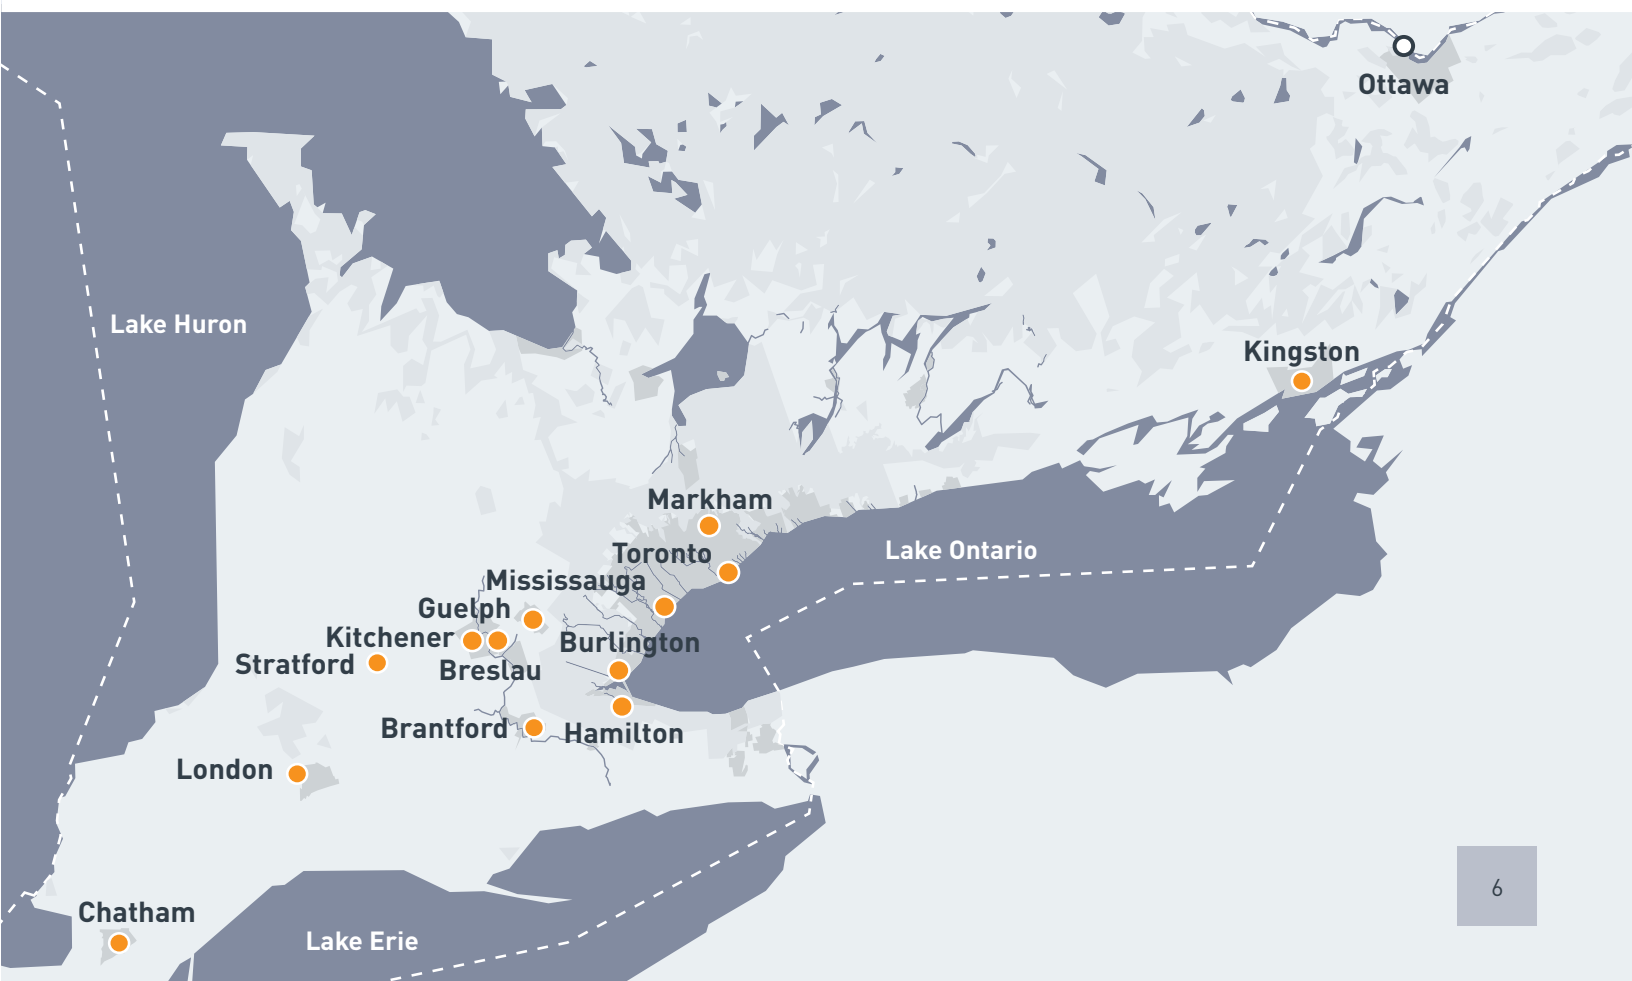 Ottawa
Lake Huron
Kingston
Markham
Lake Ontario
Toronto
Mississauga
Guelph
Kitchener
Burlington
Stratford
Breslau
Brantford
Hamilton
London
6
Chatham
Lake Erie